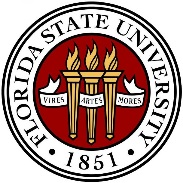 FLORIDA STATE UNIVERSITY
VIRES ARTES MORES
• 1851 •